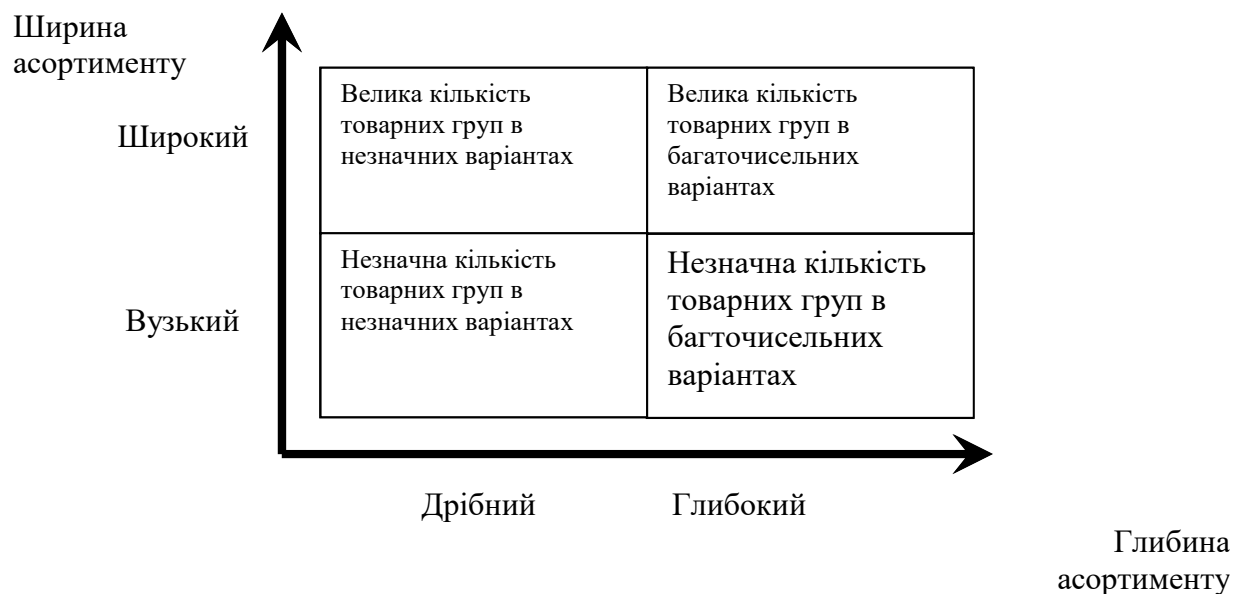 Ширина
асортименту
Широкий
Велика кількість
товарних груп в
незначних варіантах
Велика кількість
товарних груп в
багаточисельних
варіантах
Вузький
Незначна кількість
товарних груп в
незначних варіантах
Незначна кількість
товарних груп в
багточисельних
варіантах
Дрібний
Глибокий
Глибина
асортименту